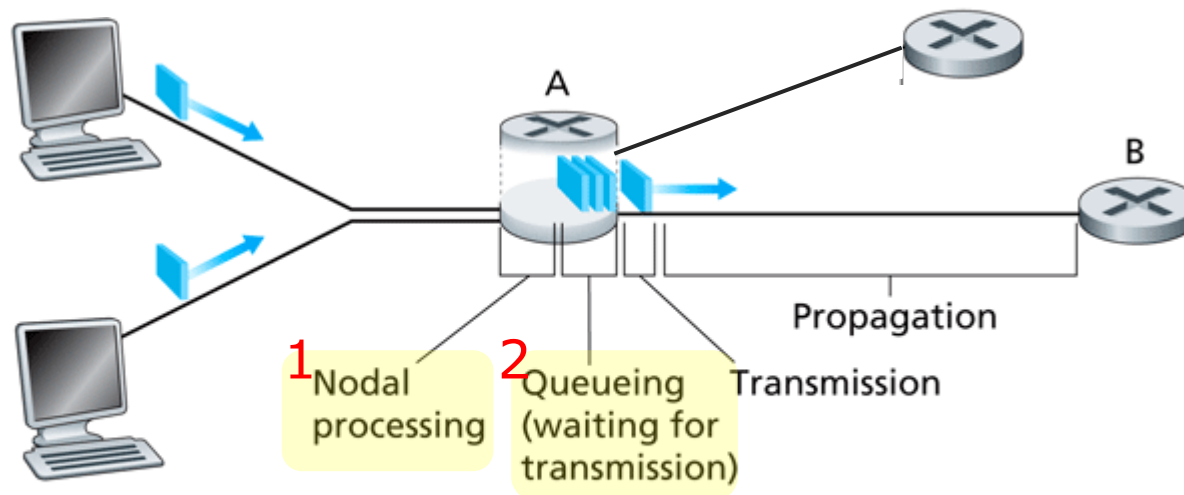 A
B
Propagation
1
Nodal
processing
2
Queueing
(waiting for
transmission)
Transmission